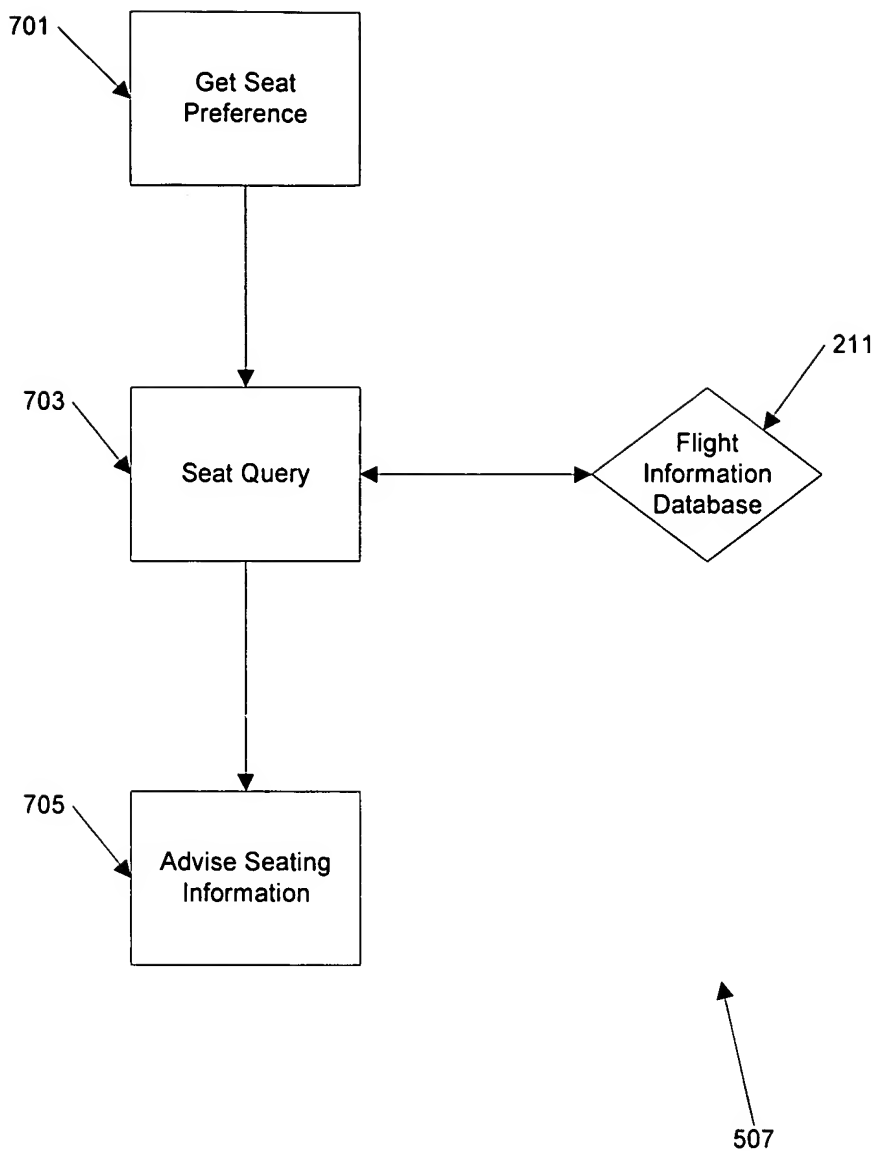 701
Get Seat
Preference
703
Seat Query
211
Flight
Information
Database
705
Advise Seating
Information
507